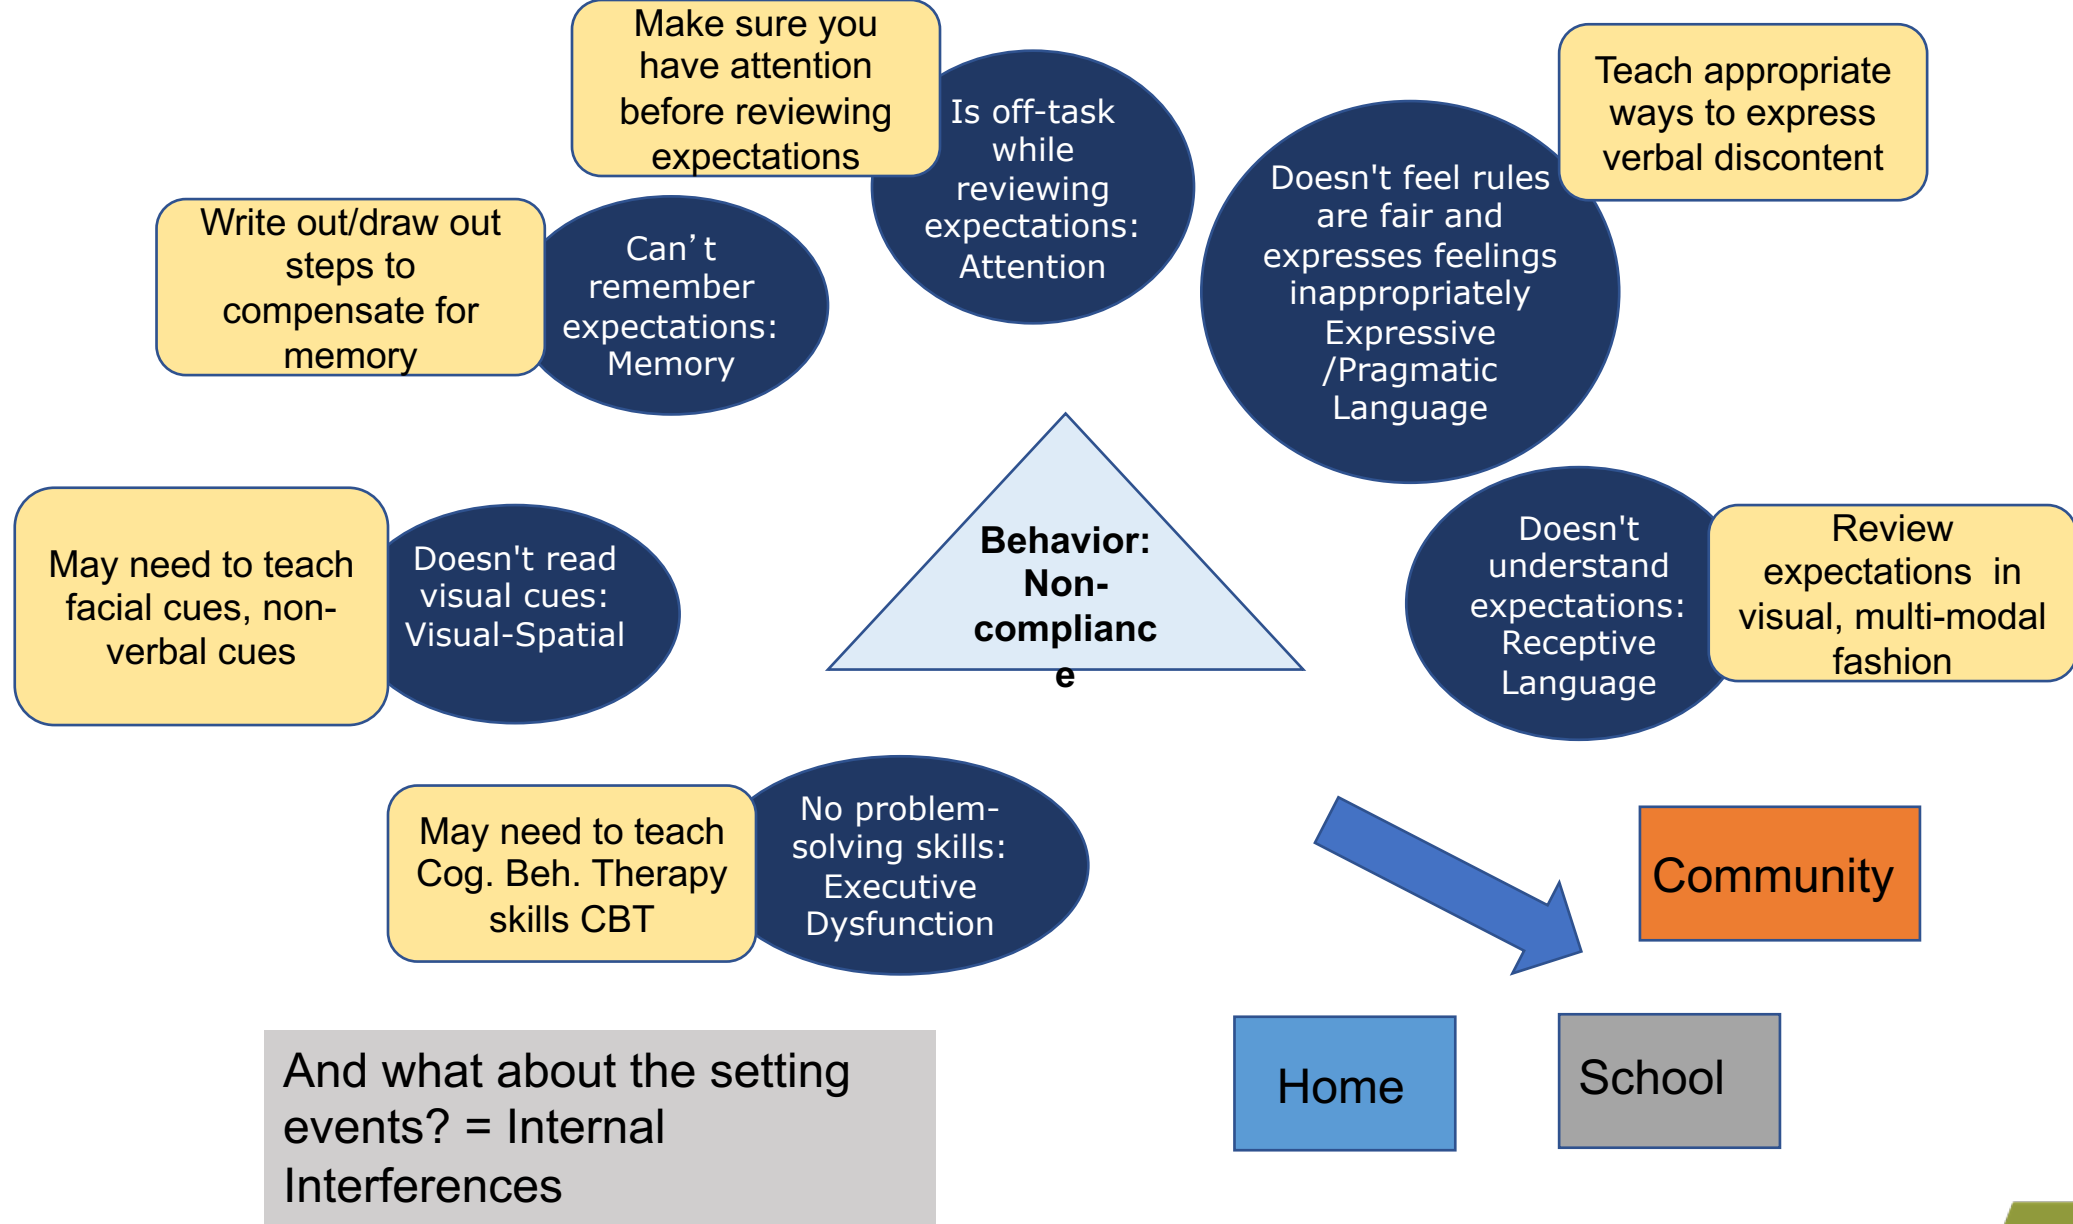 Make sure you
have attention
before reviewing
expectations
Is off-task
while
reviewing
expectations:
Attention
Teach appropriate
ways to express
verbal discontent
Doesn't feel rules
are fair and
expresses feelings
inappropriately
Expressive
/Pragmatic
Language
Write out/draw out
steps to
compensate for
memory
Can’t
remember
expectations:
Memory
Behavior:
Non-
complianc
e
May need to teach
facial cues, non-
verbal cues
Doesn't read
visual cues:
Visual-Spatial
Doesn't
understand
expectations:
Receptive
Language
Review
expectations  in
visual, multi-modal
fashion
May need to teach
Cog. Beh. Therapy
skills CBT
No problem-
solving skills:
Executive
Dysfunction
Community
Home
School
And what about the setting
events? = Internal
Interferences